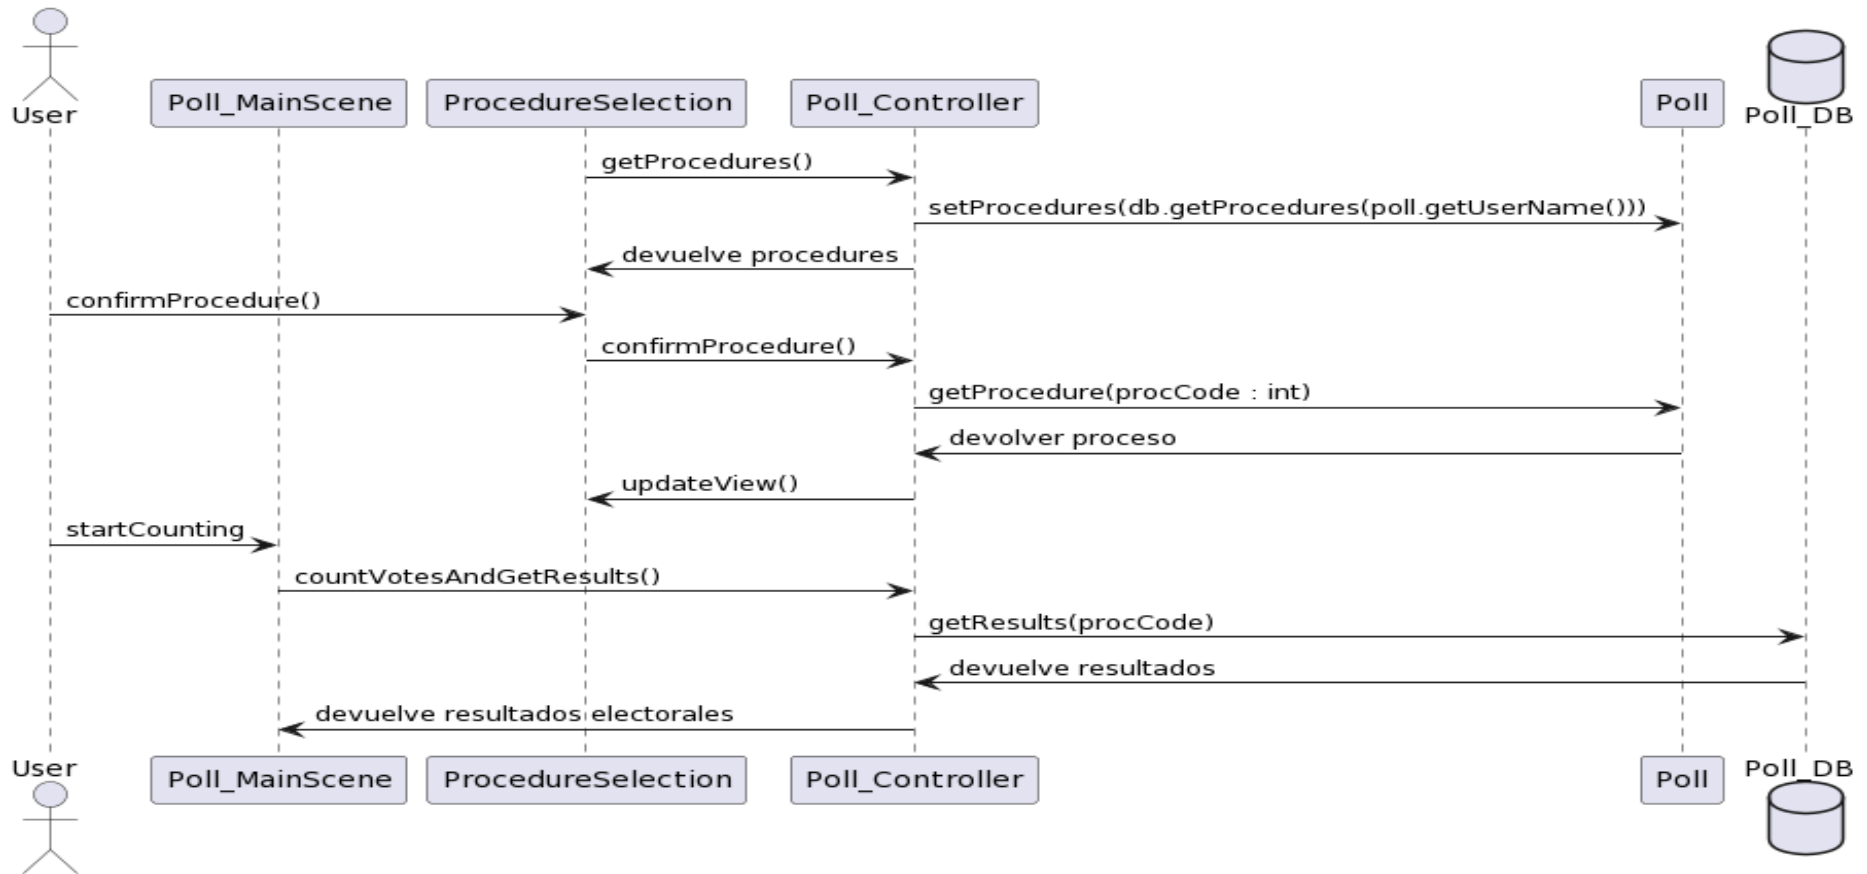 User
Poll_MainScene
ProcedureSelection
Poll_Controller
Poll
Poll_DB
getProcedures()
setProcedures(db.getProcedures(poll.getUserName()))
devuelve procedures
confirmProcedure()
confirmProcedure()
getProcedure(procCode : int)
devolver proceso
updateView()
startCounting
countVotesAndGetResults()
getResults(procCode)
devuelve resultados
devuelve resultados electorales
User
Poll_MainScene
ProcedureSelection
Poll_Controller
Poll
Poll_DB